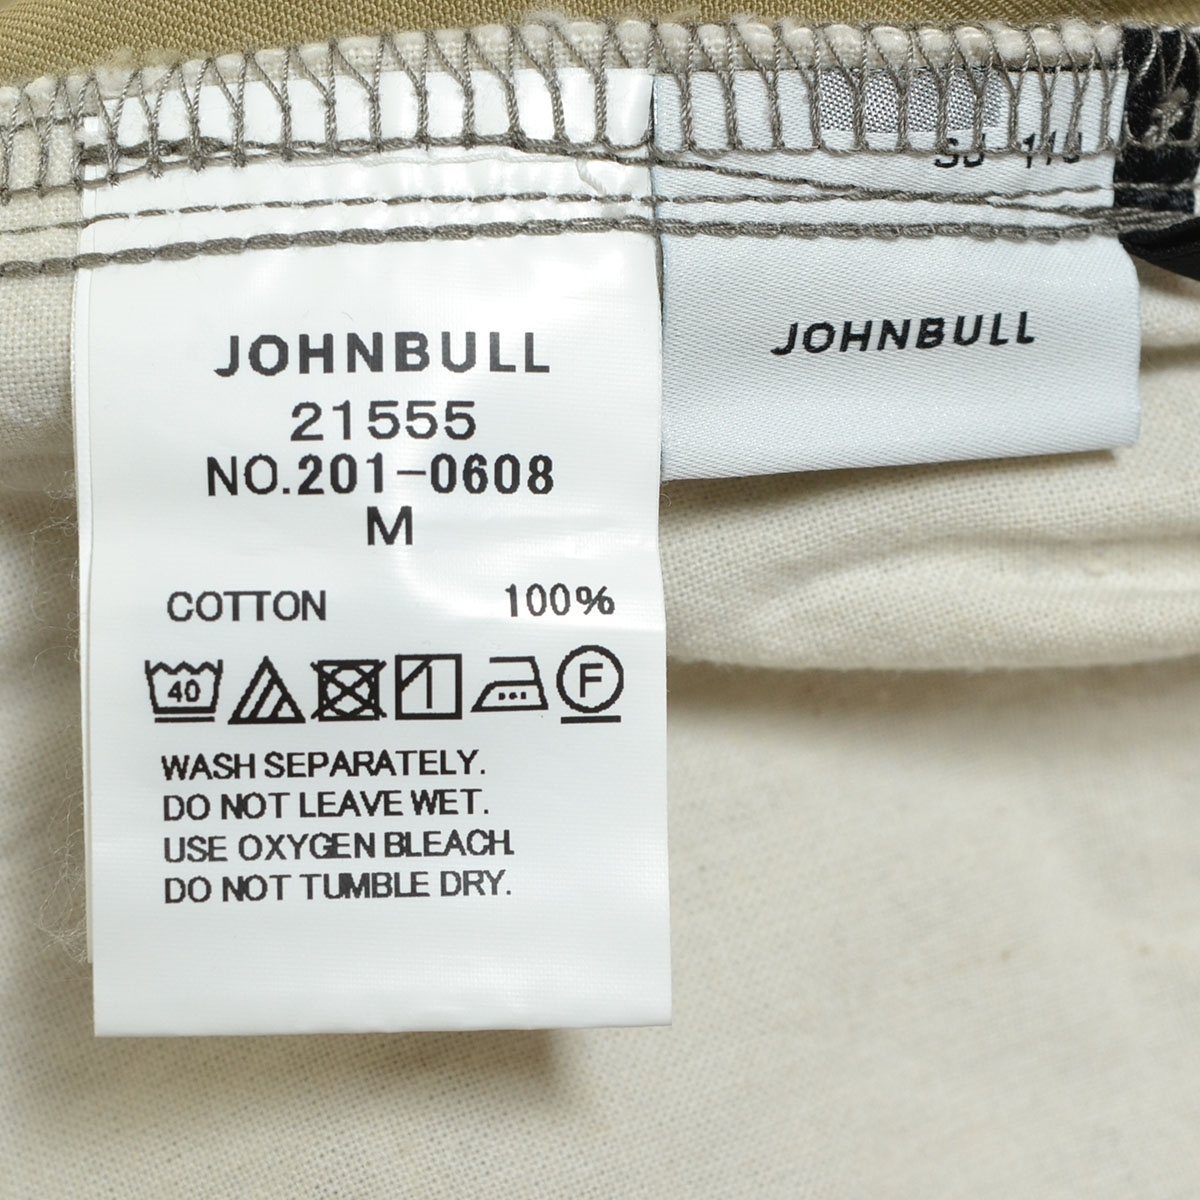 JOHNBULL
21555
NO.201-0608
M
COTTON 100%
40
F
WASH SEPARATELY.
DO NOT LEAVE WET.
USE OXYGEN BLEACH.
DO NOT TUMBLE DRY.
JOHNBULL